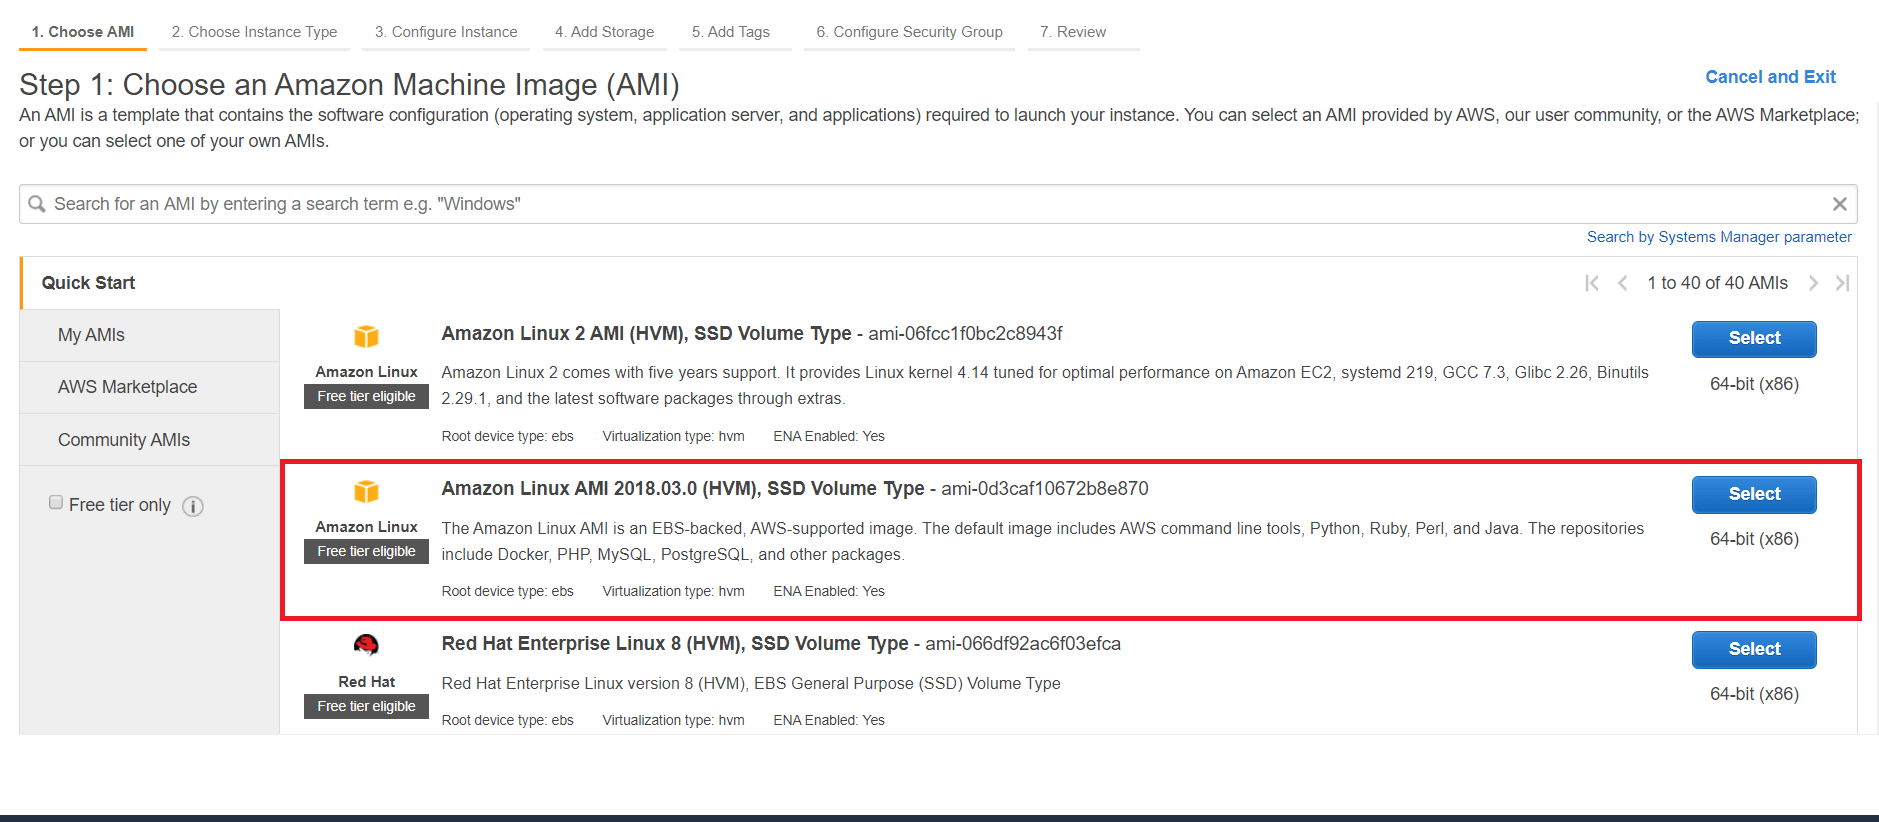 1. Choose AMI 2. Choose Instance Type 3. Configure Instance 4. Add Storage 5. Add Tags 6. Configure Security Group 7. Review
Step 1: Choose an Amazon Machine Image (AMI)
Cancel and Exit
An AMI is a template that contains the software configuration (operating system, application server, and applications) required to launch your instance. You can select an AMI provided by AWS, our user community, or the AWS Marketplace;
or you can select one of your own AMIs.
Search for an AMI by entering a search term e.g. "Windows"
Search by Systems Manager parameter
Quick Start
1 to 40 of 40 AMIs
My AMIs
AWS Marketplace
Community AMIs
Free tier only
Amazon Linux
Free tier eligible
Amazon Linux 2 AMI (HVM), SSD Volume Type - ami-06fcc1f0bc2c8943f
Amazon Linux 2 comes with five years support. It provides Linux kernel 4.14 tuned for optimal performance on Amazon EC2, systemd 219, GCC 7.3, Glibc 2.26, Binutils
2.29.1, and the latest software packages through extras.
Root device type: ebs Virtualization type: hvm ENA Enabled: Yes
Select
64-bit (x86)
Amazon Linux
Free tier eligible
Amazon Linux AMI 2018.03.0 (HVM), SSD Volume Type - ami-0d3caf10672b8e870
The Amazon Linux AMI is an EBS-backed, AWS-supported image. The default image includes AWS command line tools, Python, Ruby, Perl, and Java. The repositories
include Docker, PHP, MySQL, PostgreSQL, and other packages.
Root device type: ebs Virtualization type: hvm ENA Enabled: Yes
Select
64-bit (x86)
Red Hat
Free tier eligible
Red Hat Enterprise Linux 8 (HVM), SSD Volume Type - ami-066df92ac6f03efca
Red Hat Enterprise Linux version 8 (HVM), EBS General Purpose (SSD) Volume Type
Root device type: ebs Virtualization type: hvm ENA Enabled: Yes
Select
64-bit (x86)